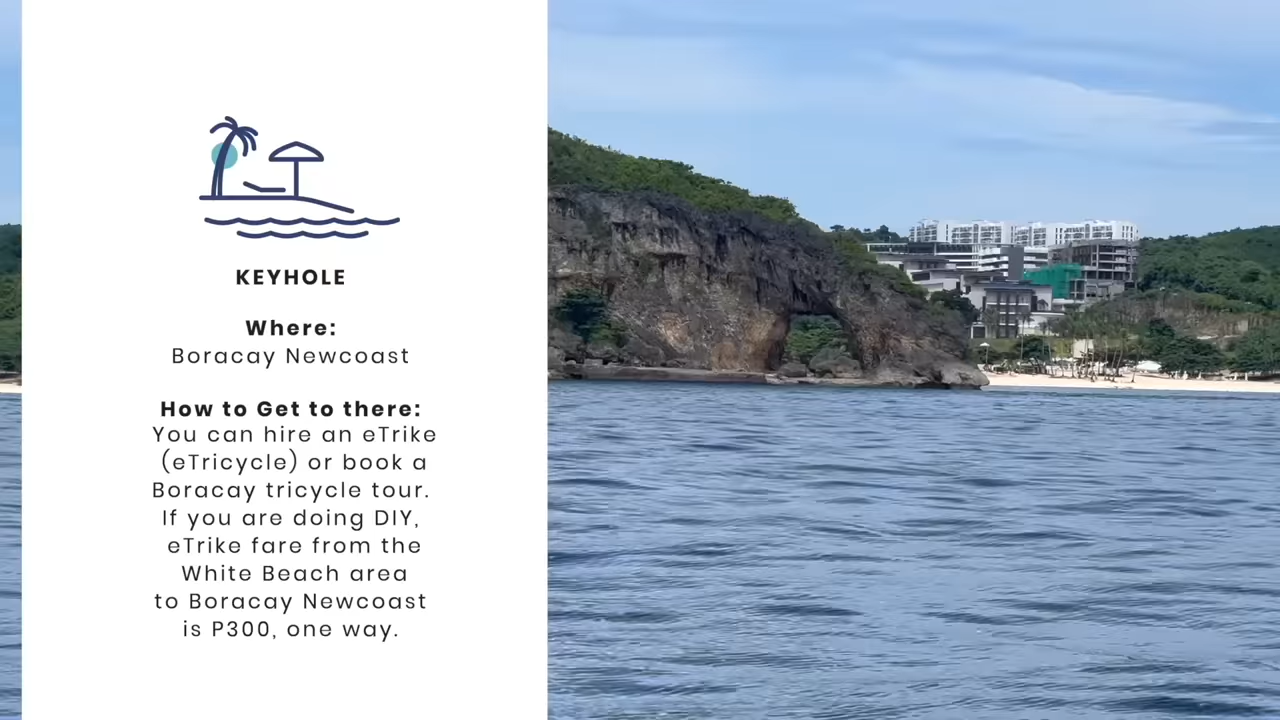 KEYHOLE
Where:
Boracay Newcoast
How to Get to there:
You can hire an eTrike
(eTricycle) or book a
Boracay tricycle tour.
If you are doing DIY,
eTrike fare from the
White Beach area
to Boracay Newcoast
is P300, one way.